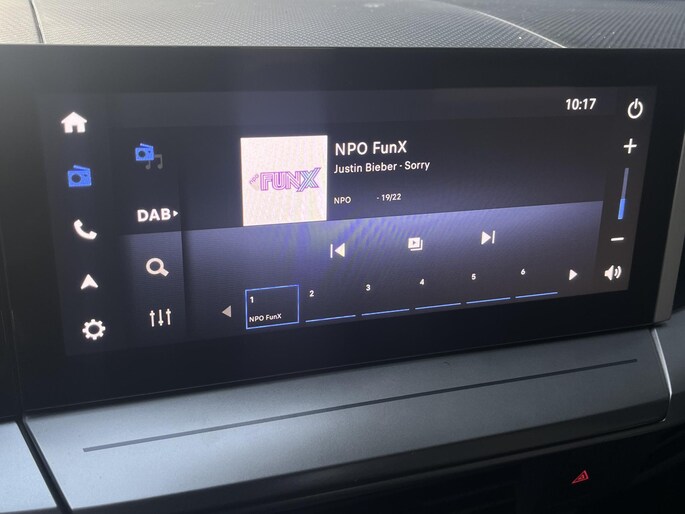 10:17
NPO FunX
Justin Bieber · Sorry
FUNX
NPO · 19/22
DAB
1 2 3 4 5 6
NPO FunX